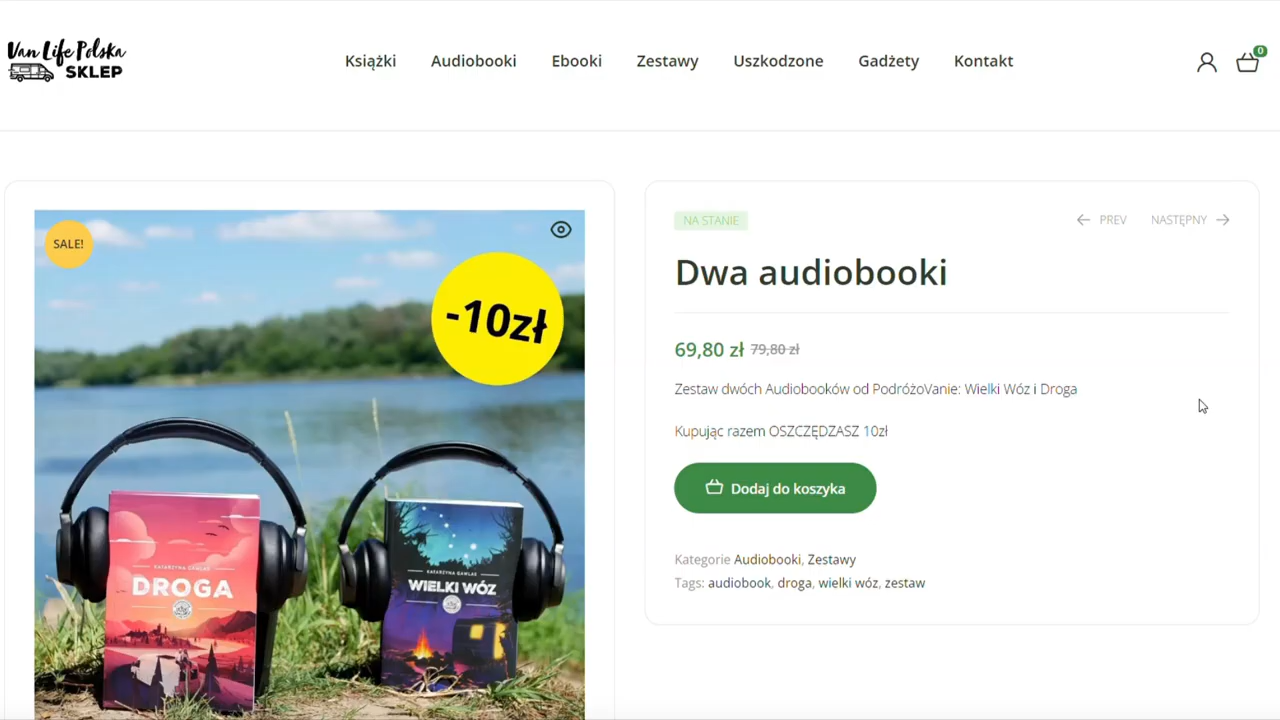 Van Life Polska
SKLEP
Książki
Audiobooki
Ebooki
Zestawy
Uszkodzone
Gadżety
Kontakt
0
SALE!
-10zł
KATARZYNA GAWLAS
DROGA
KATARZYNA GAWLAS
WIELKI WÓZ
NA STANIE
PREV
NASTĘPNY
Dwa audiobooki
69,80 zł 79,80 zł
Zestaw dwóch Audiobooków od PodróżoVanie: Wielki Wóz i Droga
Kupując razem OSZCZĘDZASZ 10zł
Dodaj do koszyka
Kategorie Audiobooki, Zestawy
Tags: audiobook, droga, wielki wóz, zestaw